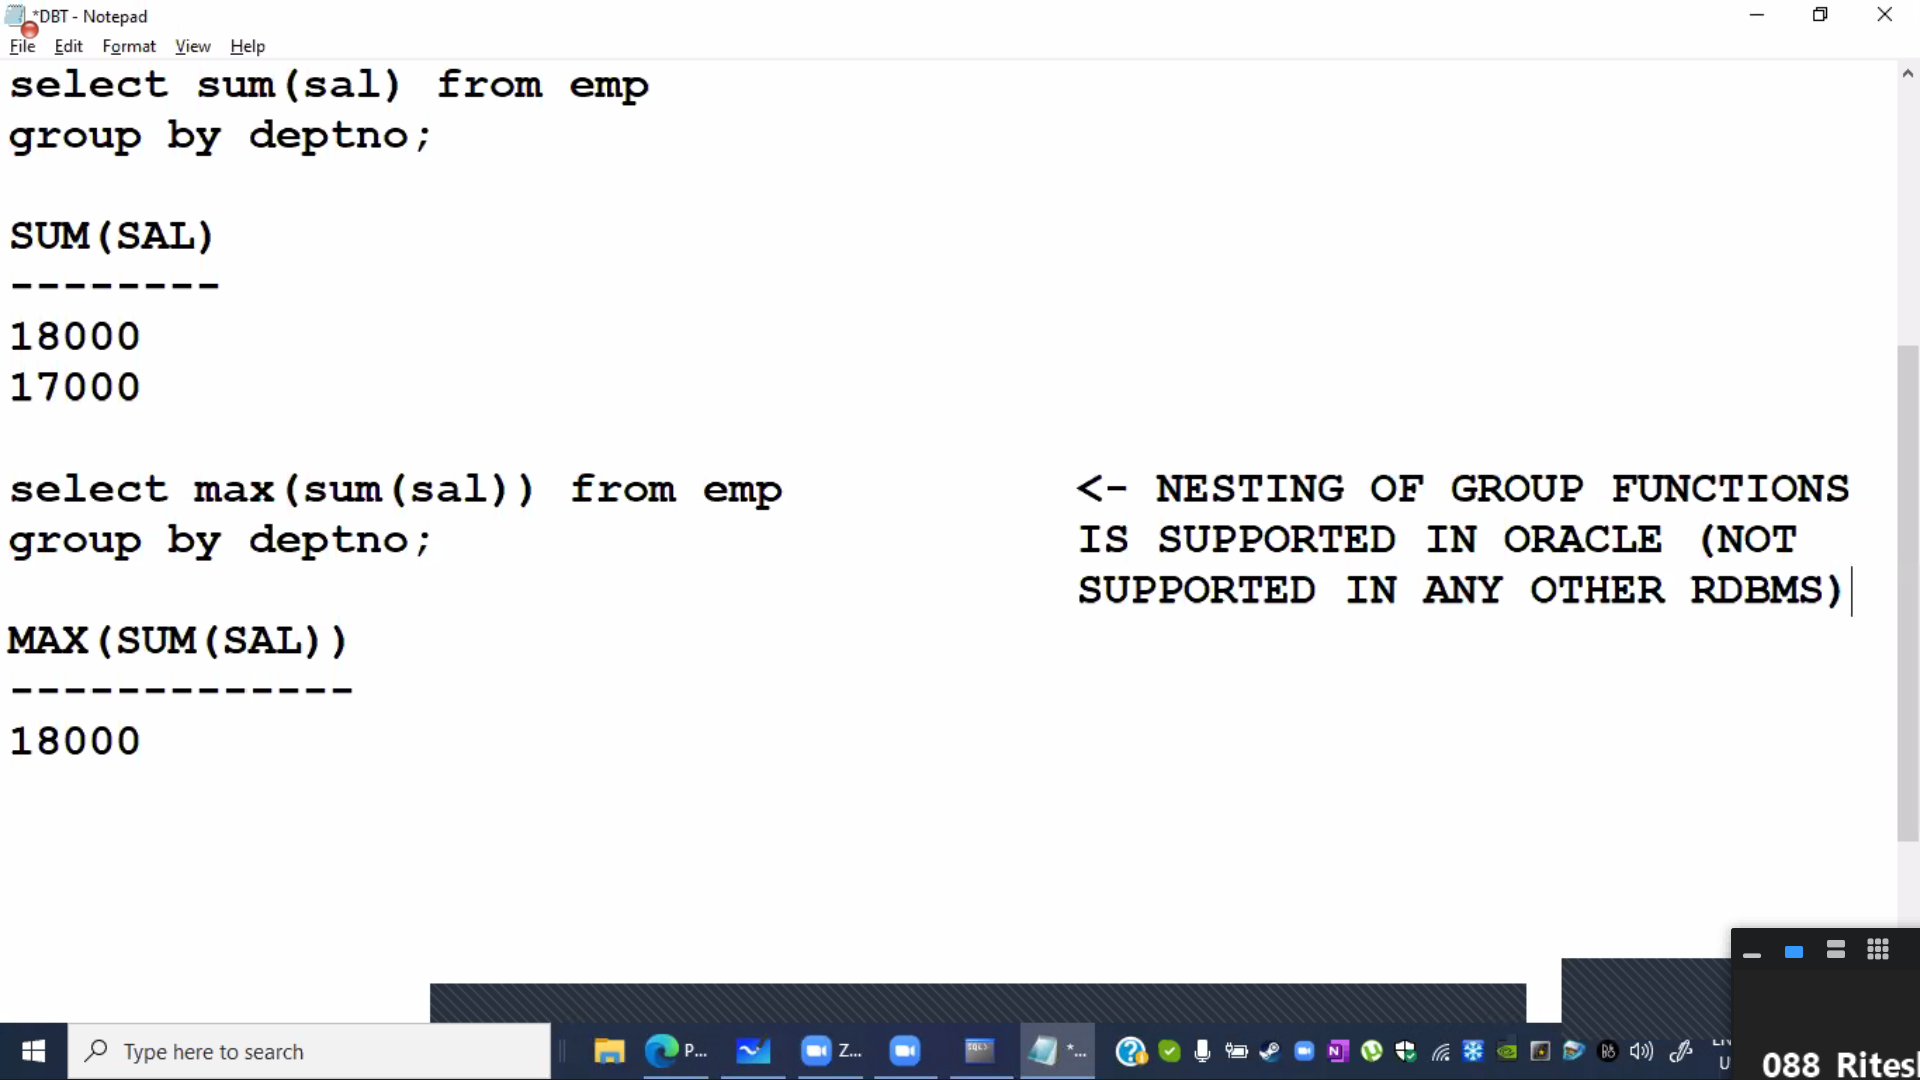 *DBT - Notepad
File Edit Format View Help
select sum(sal) from emp
group by deptno;
SUM(SAL)
--------
18000
17000
select max(sum(sal)) from emp <- NESTING OF GROUP FUNCTIONS
group by deptno; IS SUPPORTED IN ORACLE (NOT
SUPPORTED IN ANY OTHER RDBMS)
MAX(SUM(SAL))
-------------
18000
Type here to search
P...
Z...
*...
088_Ritesh